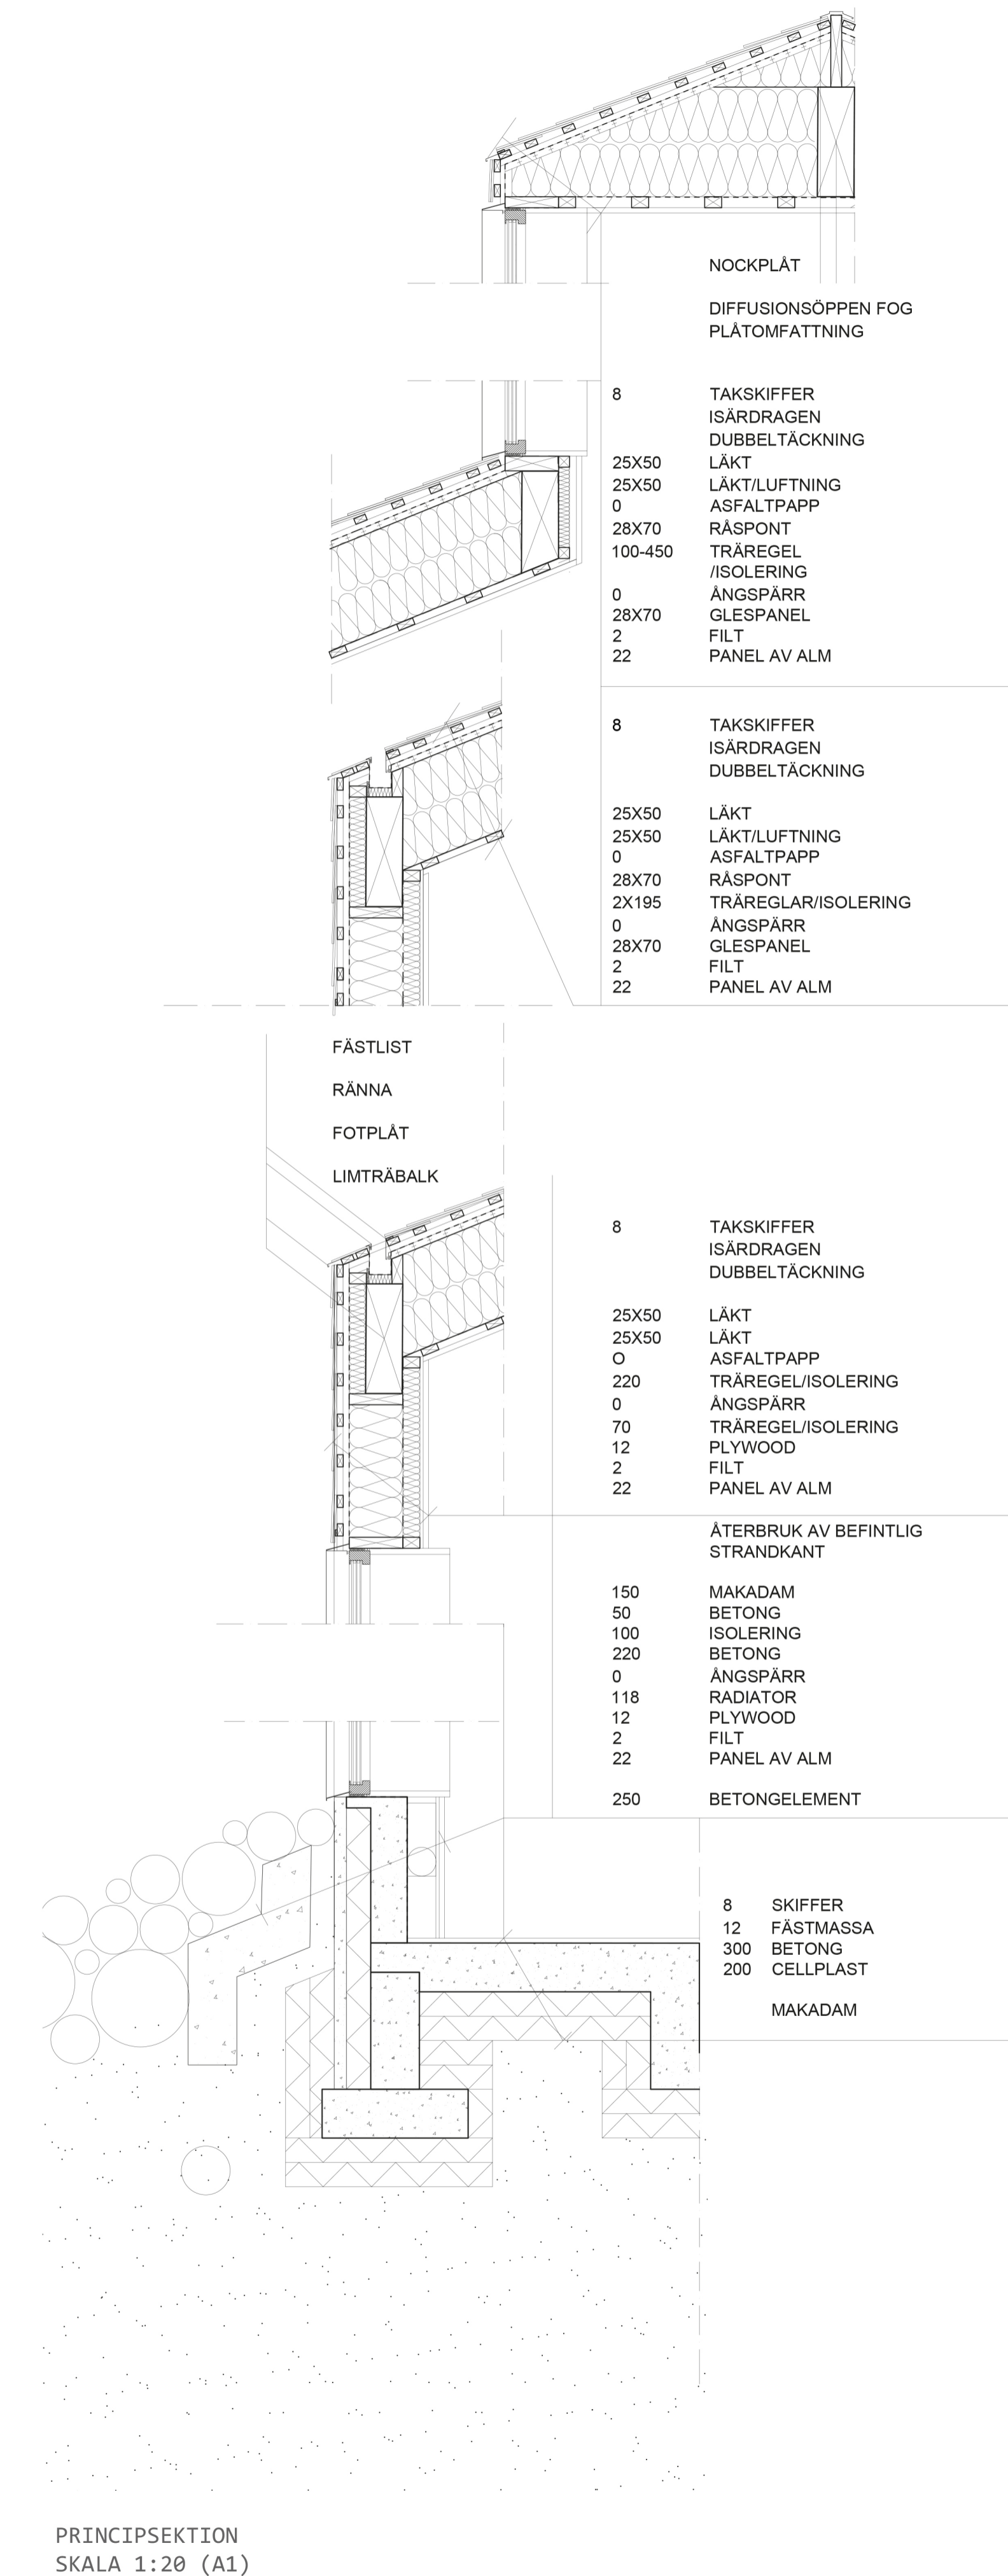 NOCKPLÅT
DIFFUSIONSÖPPEN FOG
PLÅTOMFATTNING
8 TAKSKIFFER
ISÄRDRAGEN
DUBBELTÄCKNING
25X50 LÄKT
25X50 LÄKT/LUFTNING
0 ASFALTPAPP
28X70 RÅSPONT
100-450 TRÄREGEL
/ISOLERING
0 ÅNGSPÄRR
28X70 GLESPANEL
2 FILT
22 PANEL AV ALM
8 TAKSKIFFER
ISÄRDRAGEN
DUBBELTÄCKNING
25X50 LÄKT
25X50 LÄKT/LUFTNING
0 ASFALTPAPP
28X70 RÅSPONT
2X195 TRÄREGLAR/ISOLERING
0 ÅNGSPÄRR
28X70 GLESPANEL
2 FILT
22 PANEL AV ALM
FÄSTLIST
RÄNNA
FOTPLÅT
LIMTRÄBALK
8 TAKSKIFFER
ISÄRDRAGEN
DUBBELTÄCKNING
25X50 LÄKT
25X50 LÄKT
O ASFALTPAPP
220 TRÄREGEL/ISOLERING
0 ÅNGSPÄRR
70 TRÄREGEL/ISOLERING
12 PLYWOOD
2 FILT
22 PANEL AV ALM
ÅTERBRUK AV BEFINTLIG
STRANDKANT
150 MAKADAM
50 BETONG
100 ISOLERING
220 BETONG
0 ÅNGSPÄRR
118 RADIATOR
12 PLYWOOD
2 FILT
22 PANEL AV ALM
250 BETONGELEMENT
8 SKIFFER
12 FÄSTMASSA
300 BETONG
200 CELLPLAST
MAKADAM
PRINCIPSEKTION
SKALA 1:20 (A1)